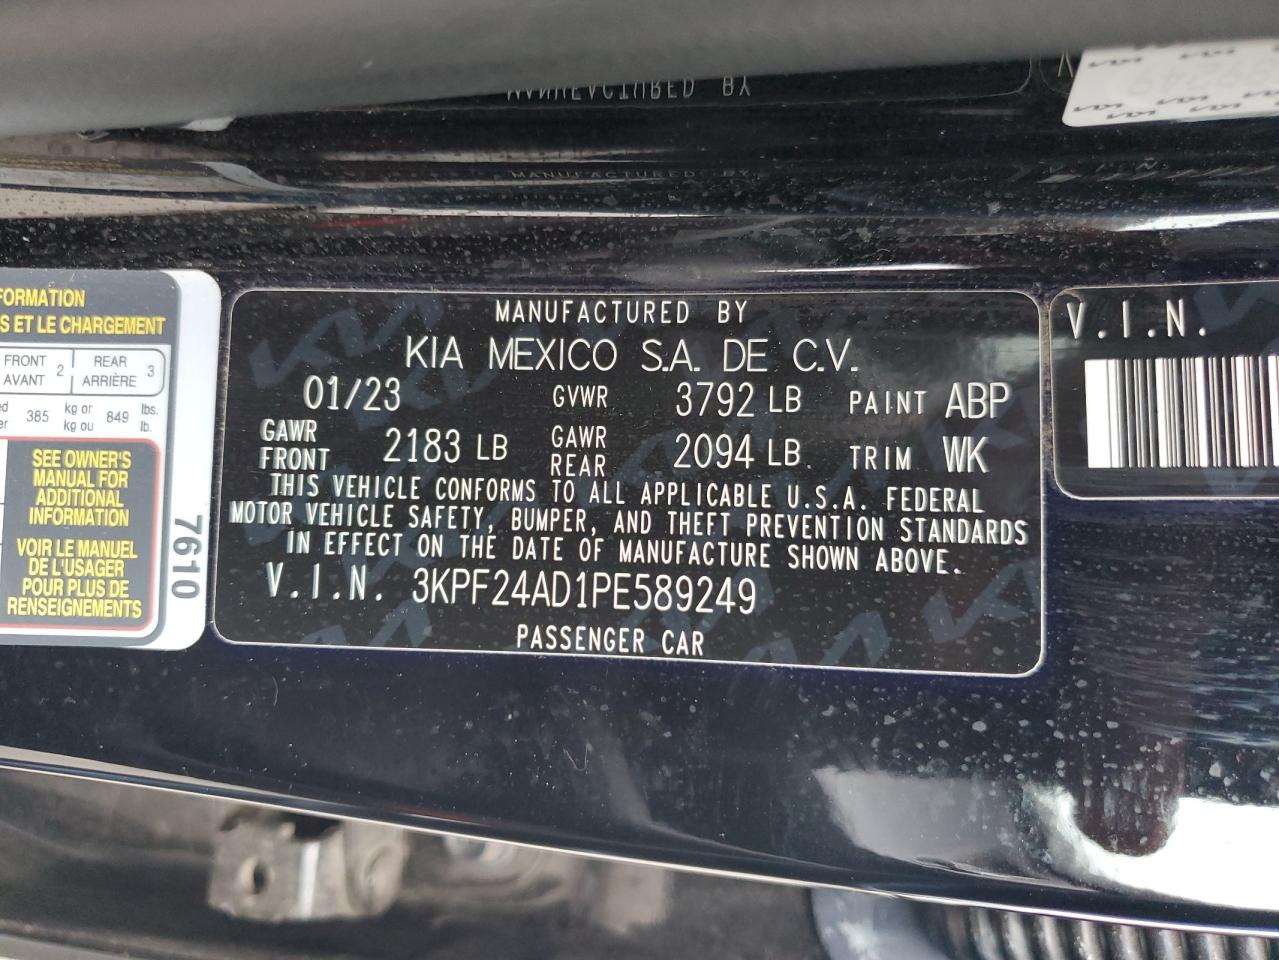 MANUFACTURED BY
MANUFACTURED BY
FORMATION
S ET LE CHARGEMENT
FRONT AVANT 2 REAR ARRIÈRE 3
385 kg or kg ou 849 lbs. lb.
SEE OWNER'S
MANUAL FOR
ADDITIONAL
INFORMATION
VOIR LE MANUEL
DE L'USAGER
POUR PLUS DE
RENSEIGNEMENTS
7610
MANUFACTURED BY
KIA MEXICO S.A. DE C.V.
01/23 GVWR 3792 LB PAINT ABP
GAWR FRONT 2183 LB GAWR REAR 2094 LB TRIM WK
THIS VEHICLE CONFORMS TO ALL APPLICABLE U.S.A. FEDERAL
MOTOR VEHICLE SAFETY, BUMPER, AND THEFT PREVENTION STANDARDS
IN EFFECT ON THE DATE OF MANUFACTURE SHOWN ABOVE.
V.I.N. 3KPF24AD1PE589249
PASSENGER CAR
V.I.N.